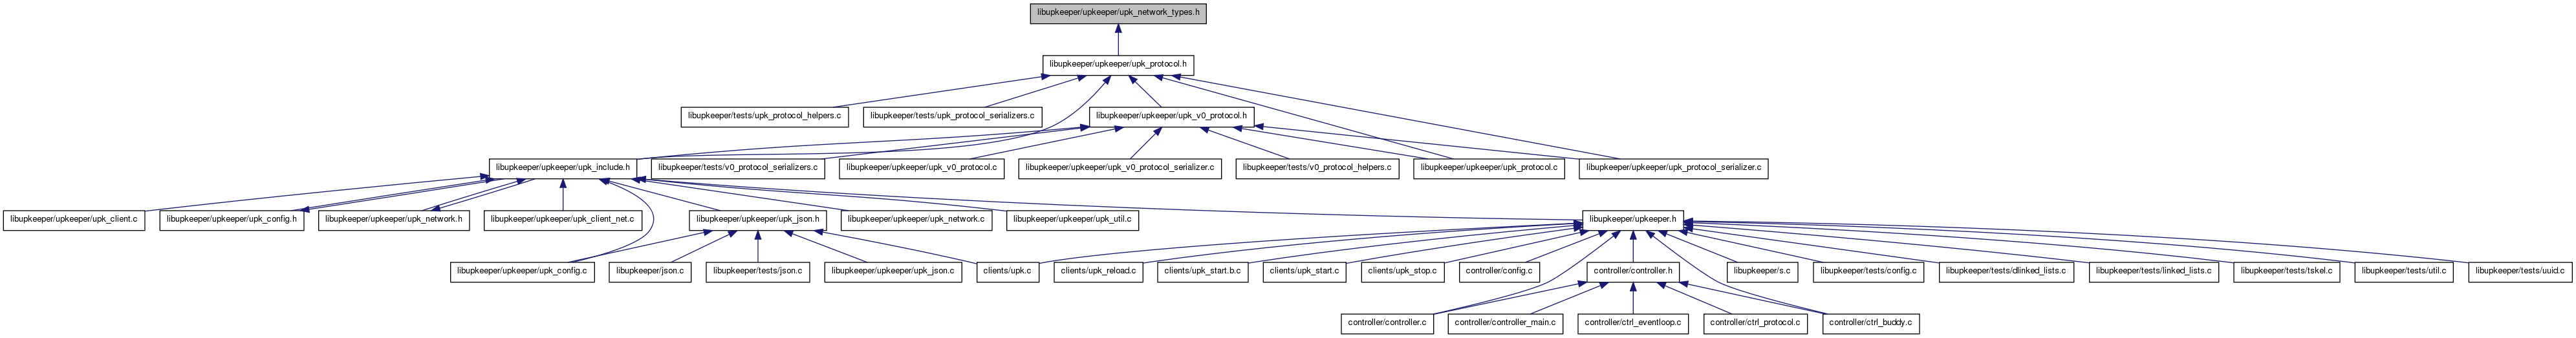 libupkeeper/upkeeper/upk_network_types.h
libupkeeper/upkeeper/upk_protocol.h
libupkeeper/tests/upk_protocol_helpers.c
libupkeeper/tests/upk_protocol_serializers.c
libupkeeper/upkeeper/upk_v0_protocol.h
libupkeeper/upkeeper/upk_include.h
libupkeeper/tests/v0_protocol_serializers.c
libupkeeper/upkeeper/upk_v0_protocol.c
libupkeeper/upkeeper/upk_v0_protocol_serializer.c
libupkeeper/tests/v0_protocol_helpers.c
libupkeeper/upkeeper/upk_protocol.c
libupkeeper/upkeeper/upk_protocol_serializer.c
libupkeeper/upkeeper/upk_client.c
libupkeeper/upkeeper/upk_config.h
libupkeeper/upkeeper/upk_network.h
libupkeeper/upkeeper/upk_client_net.c
libupkeeper/upkeeper/upk_json.h
libupkeeper/upkeeper/upk_network.c
libupkeeper/upkeeper/upk_util.c
libupkeeper/upkeeper.h
libupkeeper/upkeeper/upk_config.c
libupkeeper/json.c
libupkeeper/tests/json.c
libupkeeper/upkeeper/upk_json.c
clients/upk.c
clients/upk_reload.c
clients/upk_start.b.c
clients/upk_start.c
clients/upk_stop.c
controller/config.c
controller/controller.h
libupkeeper/s.c
libupkeeper/tests/config.c
libupkeeper/tests/dlinked_lists.c
libupkeeper/tests/linked_lists.c
libupkeeper/tests/tskel.c
libupkeeper/tests/util.c
libupkeeper/tests/uuid.c
controller/controller.c
controller/controller_main.c
controller/ctrl_eventloop.c
controller/ctrl_protocol.c
controller/ctrl_buddy.c